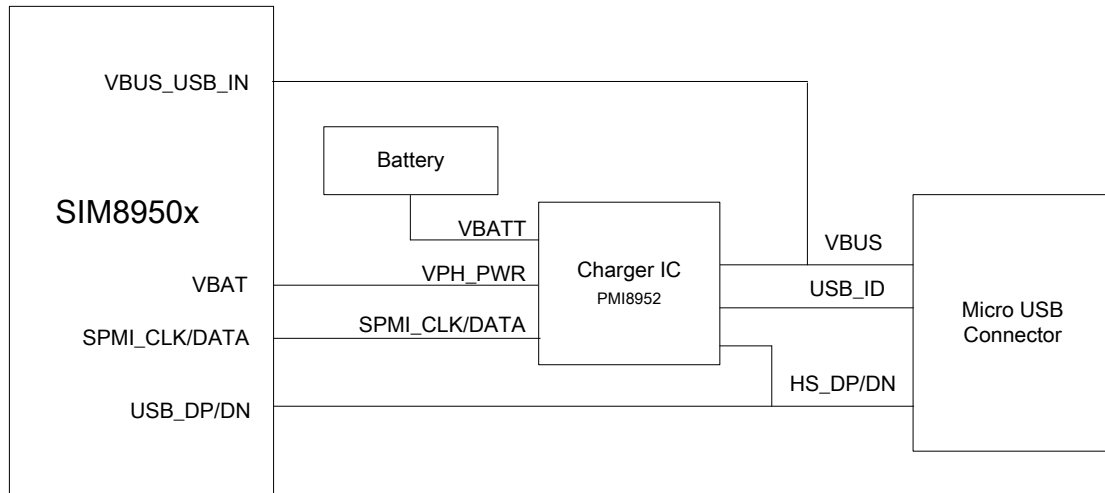 VBUS_USB_IN
Battery
SIM8950x
VBATT
VBUS
Charger IC
PMI8952
VBAT
VPH_PWR
USB_ID
Micro USB
Connector
SPMI_CLK/DATA
SPMI_CLK/DATA
HS_DP/DN
USB_DP/DN